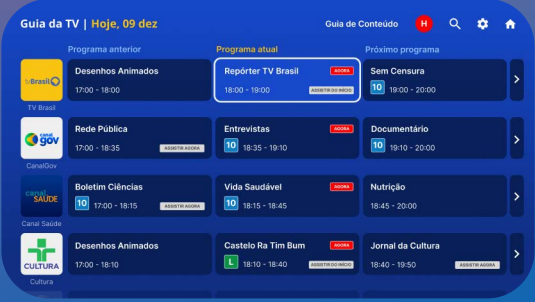 Guia da TV | Hoje, 09 dez
Guia de Conteúdo
H
Programa anterior
Programa atual
Próximo programa
TVBrasil
TV Brasil
Desenhos Animados
17:00 - 18:00
Repórter TV Brasil
AGORA
18:00 - 19:00
ASSISTIR DO INÍCIO
Sem Censura
10 19:00 - 20:00
canal gov
CanalGov
Rede Pública
17:00 - 18:35
ASSISTIR AGORA
Entrevistas
AGORA
10 18:35 - 19:10
Documentário
10 19:10 - 20:00
canal
SAÚDE
Canal Saúde
Boletim Ciências
10 17:00 - 18:15
ASSISTIR AGORA
Vida Saudável
AGORA
10 18:15 - 18:45
Nutrição
18:45 - 20:00
CULTURA
Cultura
Desenhos Animados
17:00 - 18:10
Castelo Ra Tim Bum
AGORA
L 18:10 - 18:40
ASSISTIR DO INÍCIO
Jornal da Cultura
18:40 - 19:50
ASSISTIR AGORA